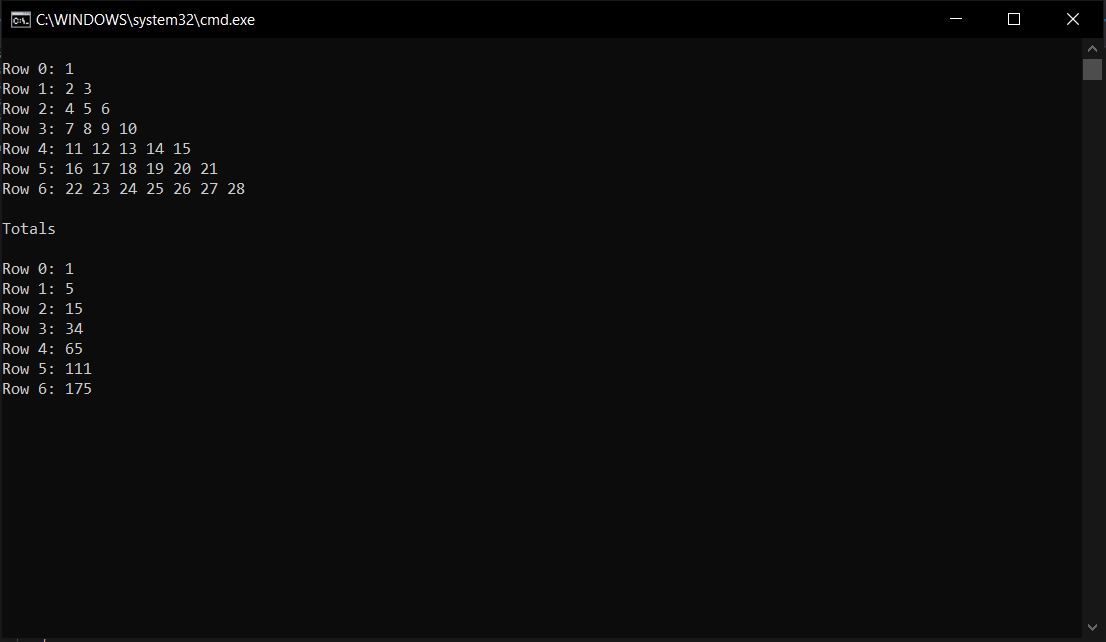 C:\WINDOWS\system32\cmd.exe
Row 0: 1
Row 1: 2 3
Row 2: 4 5 6
Row 3: 7 8 9 10
Row 4: 11 12 13 14 15
Row 5: 16 17 18 19 20 21
Row 6: 22 23 24 25 26 27 28
Totals
Row 0: 1
Row 1: 5
Row 2: 15
Row 3: 34
Row 4: 65
Row 5: 111
Row 6: 175